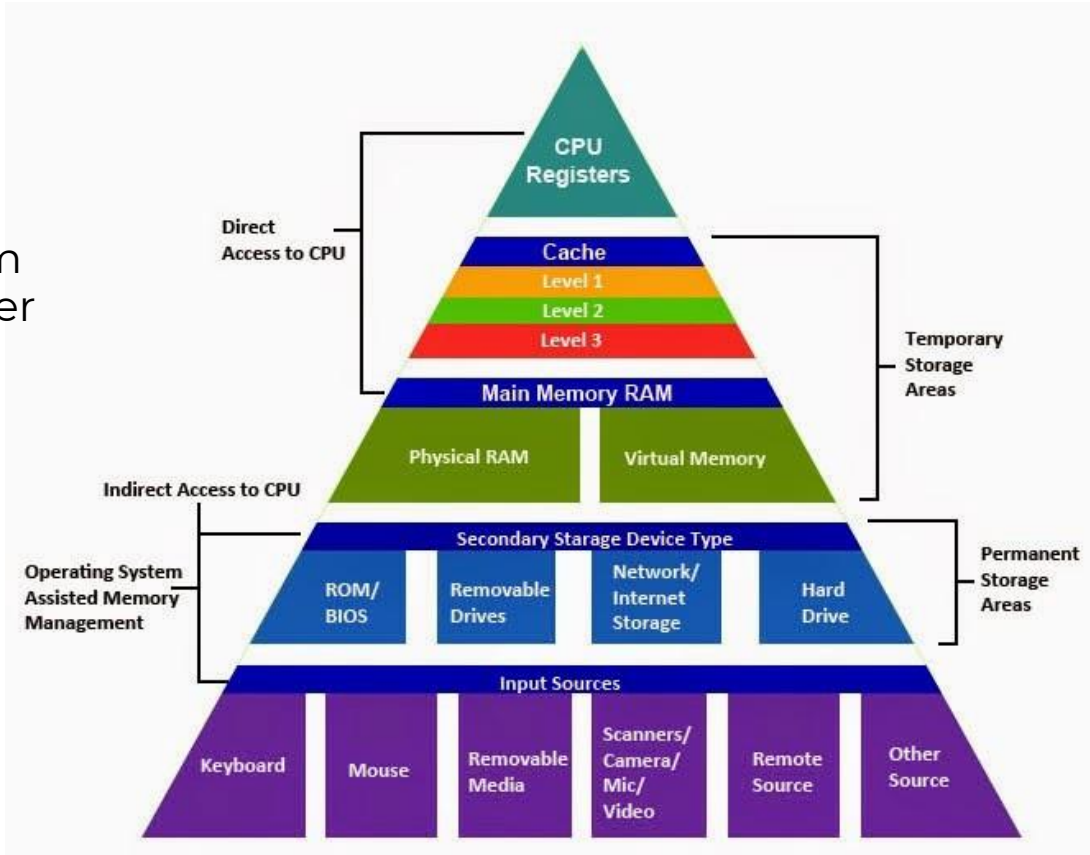 CPU
Registers
Direct
Access to CPU
m
er
Cache
Level 1
Level 2
Level 3
Temporary
Storage
Areas
Main Memory RAM
Physical RAM
Virtual Memory
Indirect Access to CPU
Secondary Starage Device Type
Operating System
Assisted Memory
Management
ROM/
BIOS
Removable
Drives
Network/
Internet
Storage
Hard
Drive
Permanent
Storage
Areas
Input Sources
Keyboard
Mouse
Removable
Media
Scanners/
Camera/
Mic/
Video
Remote
Source
Other
Source